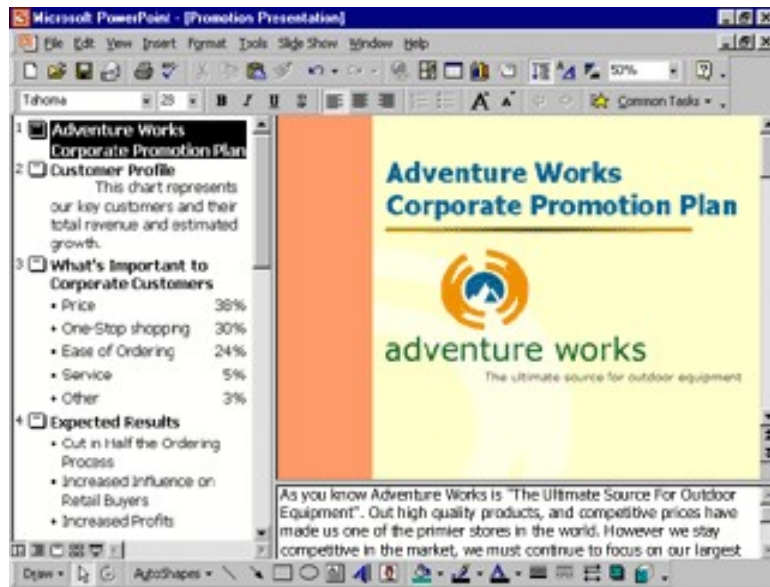 Microsoft PowerPoint - [Promotion Presentation]
File Edit View Insert Format Tools Slide Show Window Help
50%
Tahoma 28 B I U S A A Common Tasks
1 Adventure Works
Corporate Promotion Plan
2 Customer Profile
This chart represents
our key customers and their
total revenue and estimated
growth.
3 What's Important to
Corporate Customers
• Price 38%
• One-Stop shopping 30%
• Ease of Ordering 24%
• Service 5%
• Other 3%
4 Expected Results
• Cut in Half the Ordering
Process
• Increased Influence on
Retail Buyers
• Increased Profits
Adventure Works
Corporate Promotion Plan
adventure works
The ultimate source for outdoor equipment
As you know Adventure Works is "The Ultimate Source For Outdoor
Equipment". Out high quality products, and competitive prices have
made us one of the primier stores in the world. However we stay
competitive in the market, we must continue to focus on our largest
Draw AutoShapes